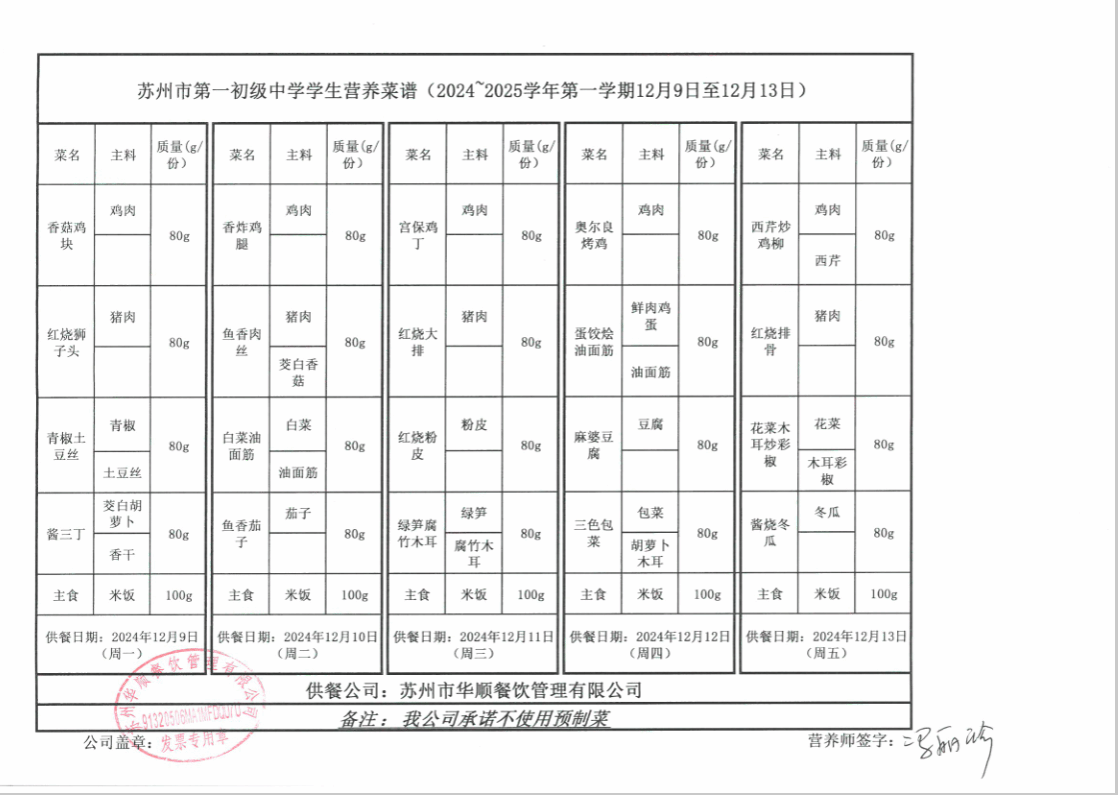 苏州市第一初级中学学生营养菜谱（2024~2025学年第一学期12月9日至12月13日）
菜名 主料 质量(g/份) 菜名 主料 质量(g/份) 菜名 主料 质量(g/份) 菜名 主料 质量(g/份) 菜名 主料 质量(g/份)
香菇鸡块 鸡肉 80g 香炸鸡腿 鸡肉 80g 宫保鸡丁 鸡肉 80g 奥尔良烤鸡 鸡肉 80g 西芹炒鸡柳 鸡肉 西芹 80g
红烧狮子头 猪肉 80g 鱼香肉丝 猪肉 茭白香菇 80g 红烧大排 猪肉 80g 蛋饺烩油面筋 鲜肉鸡蛋 油面筋 80g 红烧排骨 猪肉 80g
青椒土豆丝 青椒 土豆丝 80g 白菜油面筋 白菜 油面筋 80g 红烧粉皮 粉皮 80g 麻婆豆腐 豆腐 80g 花菜木耳炒彩椒 花菜 木耳彩椒 80g
酱三丁 茭白胡萝卜 香干 80g 鱼香茄子 茄子 80g 绿笋腐竹木耳 绿笋 腐竹木耳 80g 三色包菜 包菜 胡萝卜木耳 80g 酱烧冬瓜 冬瓜 80g
主食 米饭 100g 主食 米饭 100g 主食 米饭 100g 主食 米饭 100g 主食 米饭 100g
供餐日期：2024年12月9日（周一） 供餐日期：2024年12月10日（周二） 供餐日期：2024年12月11日（周三） 供餐日期：2024年12月12日（周四） 供餐日期：2024年12月13日（周五）
供餐公司：苏州市华顺餐饮管理有限公司
备注：我公司承诺不使用预制菜
公司盖章：
州华顺餐饮管理有限公司
发票专用章
营养师签字：冯丽瑜